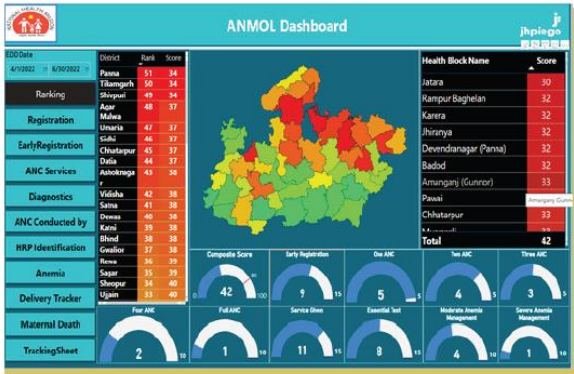 NATIONAL HEALTH MISSION
ANMOL Dashboard
jhpiego
EDD Date
4/1/2022
6/30/2022
Ranking
Registration
EarlyRegistration
ANC Services
Diagnostics
ANC Conducted by
HRP Identification
Anemia
Delivery Tracker
Maternal Death
TrackingSheet
District Rank Score
Panna 51 34
Tikamgarh 50 34
Shivpuri 49 34
Agar Malwa 48 37
Umaria 47 37
Sidhi 46 37
Chhatarpur 45 37
Datia 44 37
Ashoknagar 43 38
Vidisha 42 38
Satna 41 38
Dewas 40 38
Katni 39 38
Bhind 38 38
Gwalior 37 38
Rewa 36 39
Sagar 35 39
Sheopur 34 40
Ujjain 33 40
Health Block Name Score
Jatara 30
Rampur Baghelan 32
Karera 32
Jhiranya 32
Devendranagar (Panna) 32
Badod 32
Amanganj (Gunnor) 33
Pawai
Amanganj (Gunn
Chhatarpur 33
Total 42
Composite Score
0 42 100
Early Registration
9 15
One ANC
5 5
Two ANC
4 5
Three ANC
3 5
Four ANC
2 10
Full ANC
1 10
Service Given
11 15
Essential Test
8 15
Moderate Anemia Management
4 10
Severe Anemia Management
1 10